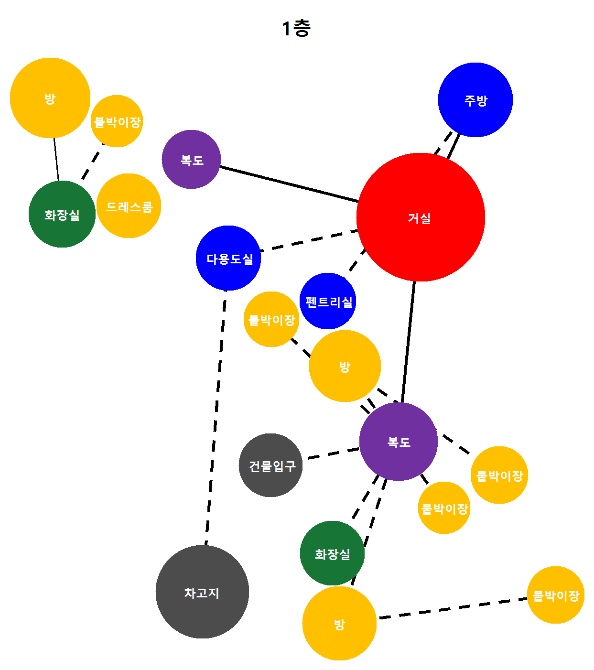 1층
방
주방
붙박이장
복도
화장실
드레스룸
거실
다용도실
펜트리실
붙박이장
방
복도
건물입구
붙박이장
붙박이장
화장실
차고지
방
붙박이장